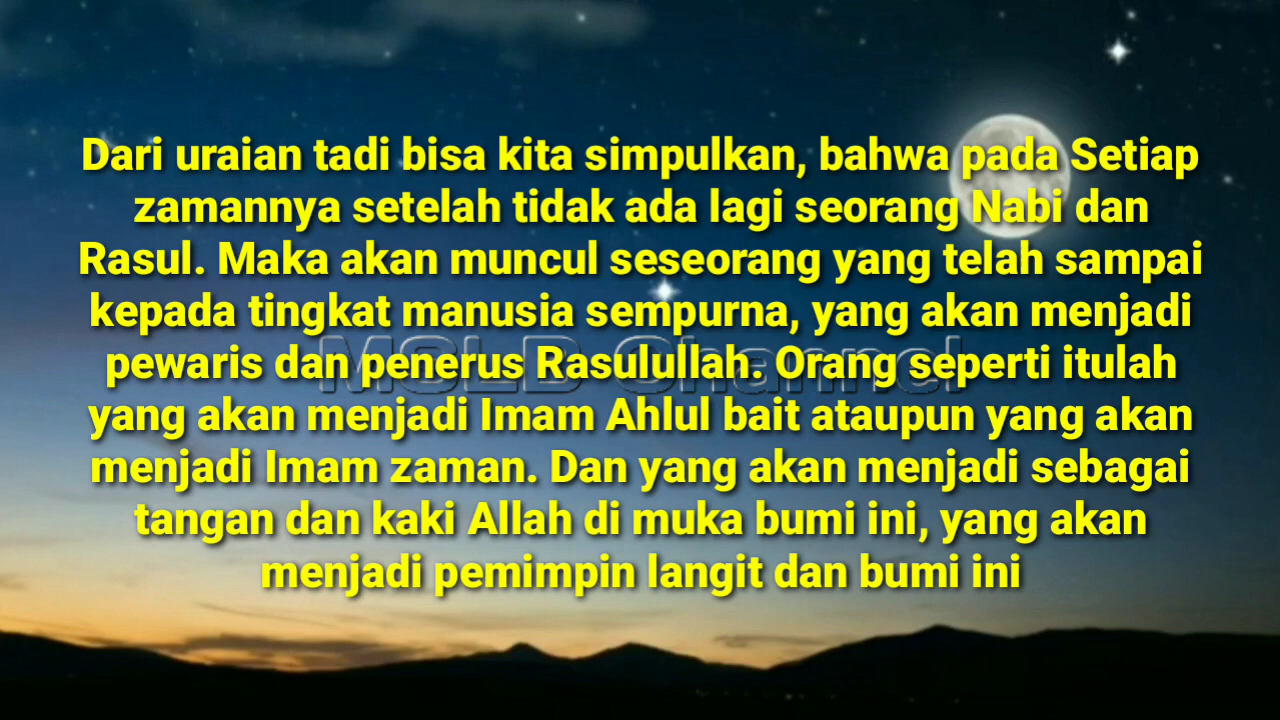 Dari uraian tadi bisa kita simpulkan, bahwa pada Setiap
zamannya setelah tidak ada lagi seorang Nabi dan
Rasul. Maka akan muncul seseorang yang telah sampai
kepada tingkat manusia sempurna, yang akan menjadi
pewaris dan penerus Rasulullah. Orang seperti itulah
yang akan menjadi Imam Ahlul bait ataupun yang akan
menjadi Imam zaman. Dan yang akan menjadi sebagai
tangan dan kaki Allah di muka bumi ini, yang akan
menjadi pemimpin langit dan bumi ini
Channel